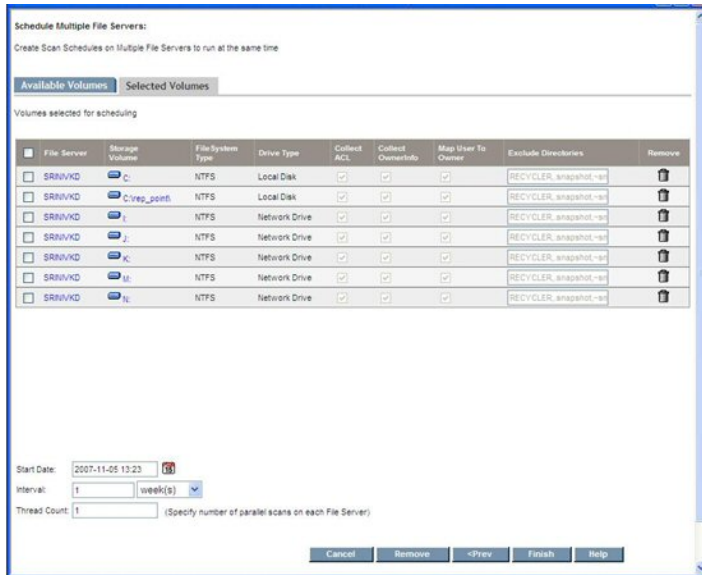 Schedule Multiple File Servers:
Create Scan Schedules on Multiple File Servers to run at the same time
Available Volumes Selected Volumes
Volumes selected for scheduling
File Server Storage Volume FileSystem Type Drive Type Collect ACL Collect OwnerInfo Map User To Owner Exclude Directories Remove
SRINIVKD C: NTFS Local Disk RECYCLER,.snapshot,~sn
SRINIVKD C:\rep_point\ NTFS Local Disk RECYCLER,.snapshot,~sn
SRINIVKD I: NTFS Network Drive RECYCLER,.snapshot,~sn
SRINIVKD J: NTFS Network Drive RECYCLER,.snapshot,~sn
SRINIVKD K: NTFS Network Drive RECYCLER,.snapshot,~sn
SRINIVKD NTFS Network Drive RECYCLER,.snapshot,~sn
SRINIVKD N: NTFS Network Drive RECYCLER,.snapshot,~sn
Start Date: 2007-11-05 13:23
Interval: 1 week(s)
Thread Count: 1 (Specify number of parallel scans on each File Server)
Cancel Remove <Prev Finish Help